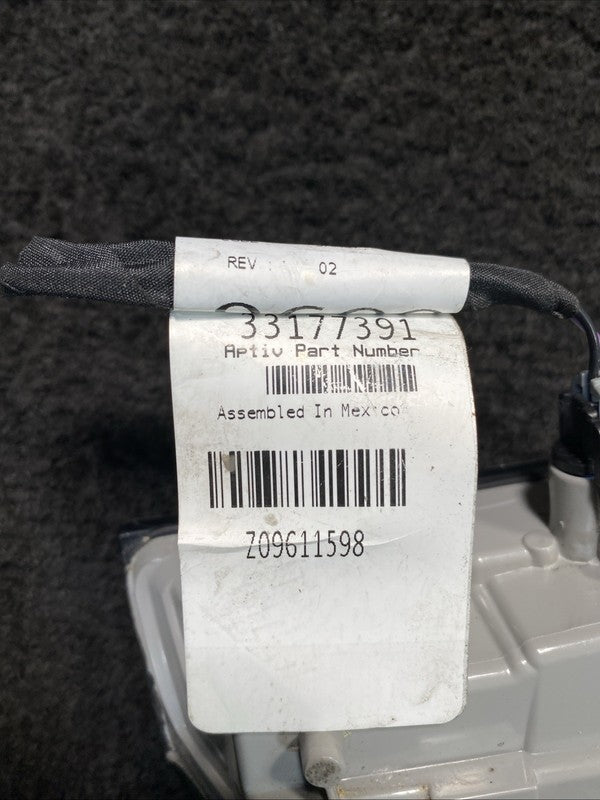 REV 02
33177391
Aptiv Part Number
Assembled In Mexico
Z09611598